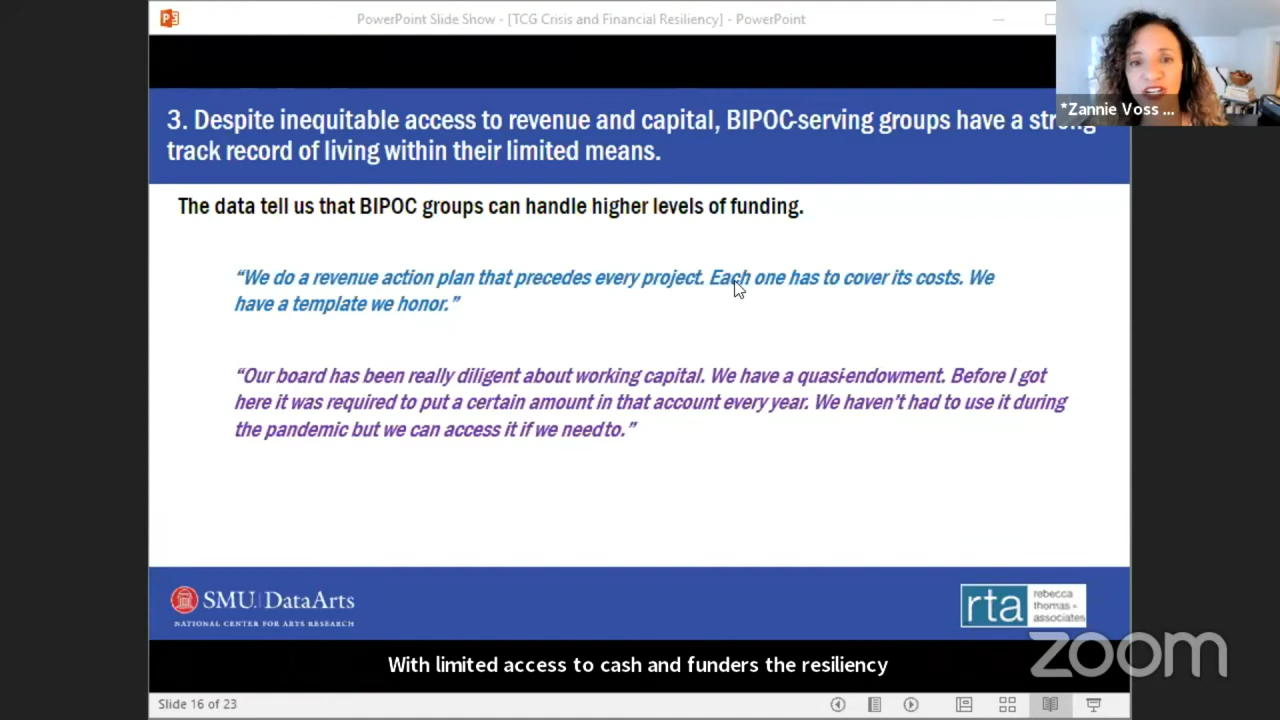 PowerPoint Slide Show - [TCG Crisis and Financial Resiliency] - PowerPoint
*Zannie Voss ...
3. Despite inequitable access to revenue and capital, BIPOC-serving groups have a strong
track record of living within their limited means.
The data tell us that BIPOC groups can handle higher levels of funding.
“We do a revenue action plan that precedes every project. Each one has to cover its costs. We
have a template we honor.”
“Our board has been really diligent about working capital. We have a quasi-endowment. Before I got
here it was required to put a certain amount in that account every year. We haven’t had to use it during
the pandemic but we can access it if we need to.”
SMU DataArts
NATIONAL CENTER FOR ARTS RESEARCH
rta
rebecca
thomas +
associates
zoom
With limited access to cash and funders the resiliency
Slide 16 of 23